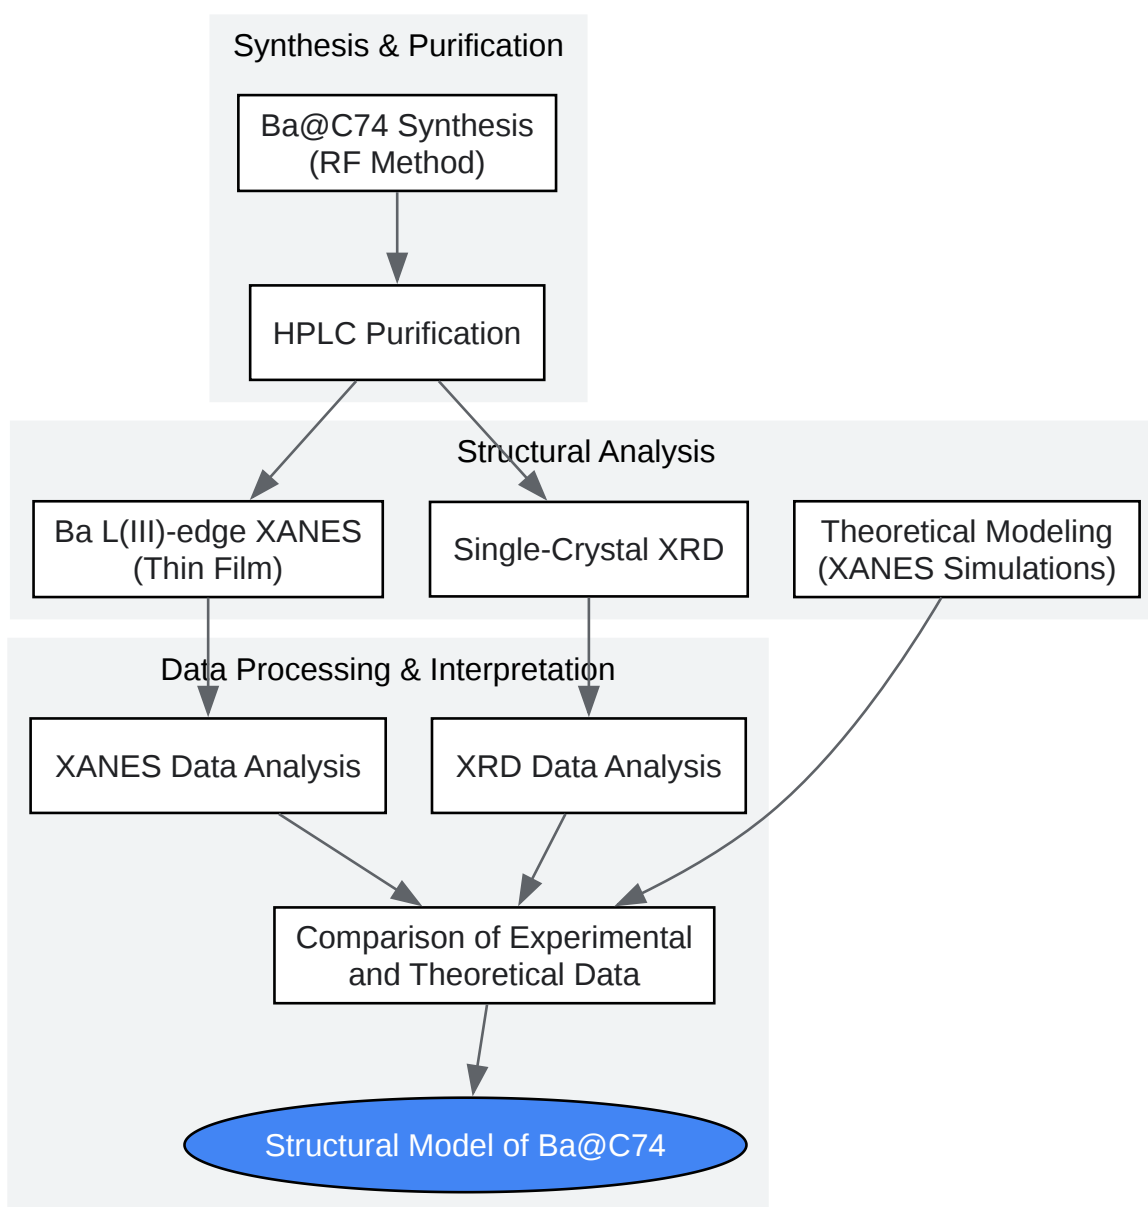 Synthesis & Purification
Ba@C74 Synthesis
(RF Method)
HPLC Purification
Structural Analysis
Ba L(III)-edge XANES
(Thin Film)
Single-Crystal XRD
Theoretical Modeling
(XANES Simulations)
Data Processing & Interpretation
XANES Data Analysis
XRD Data Analysis
Comparison of Experimental
and Theoretical Data
Structural Model of Ba@C74